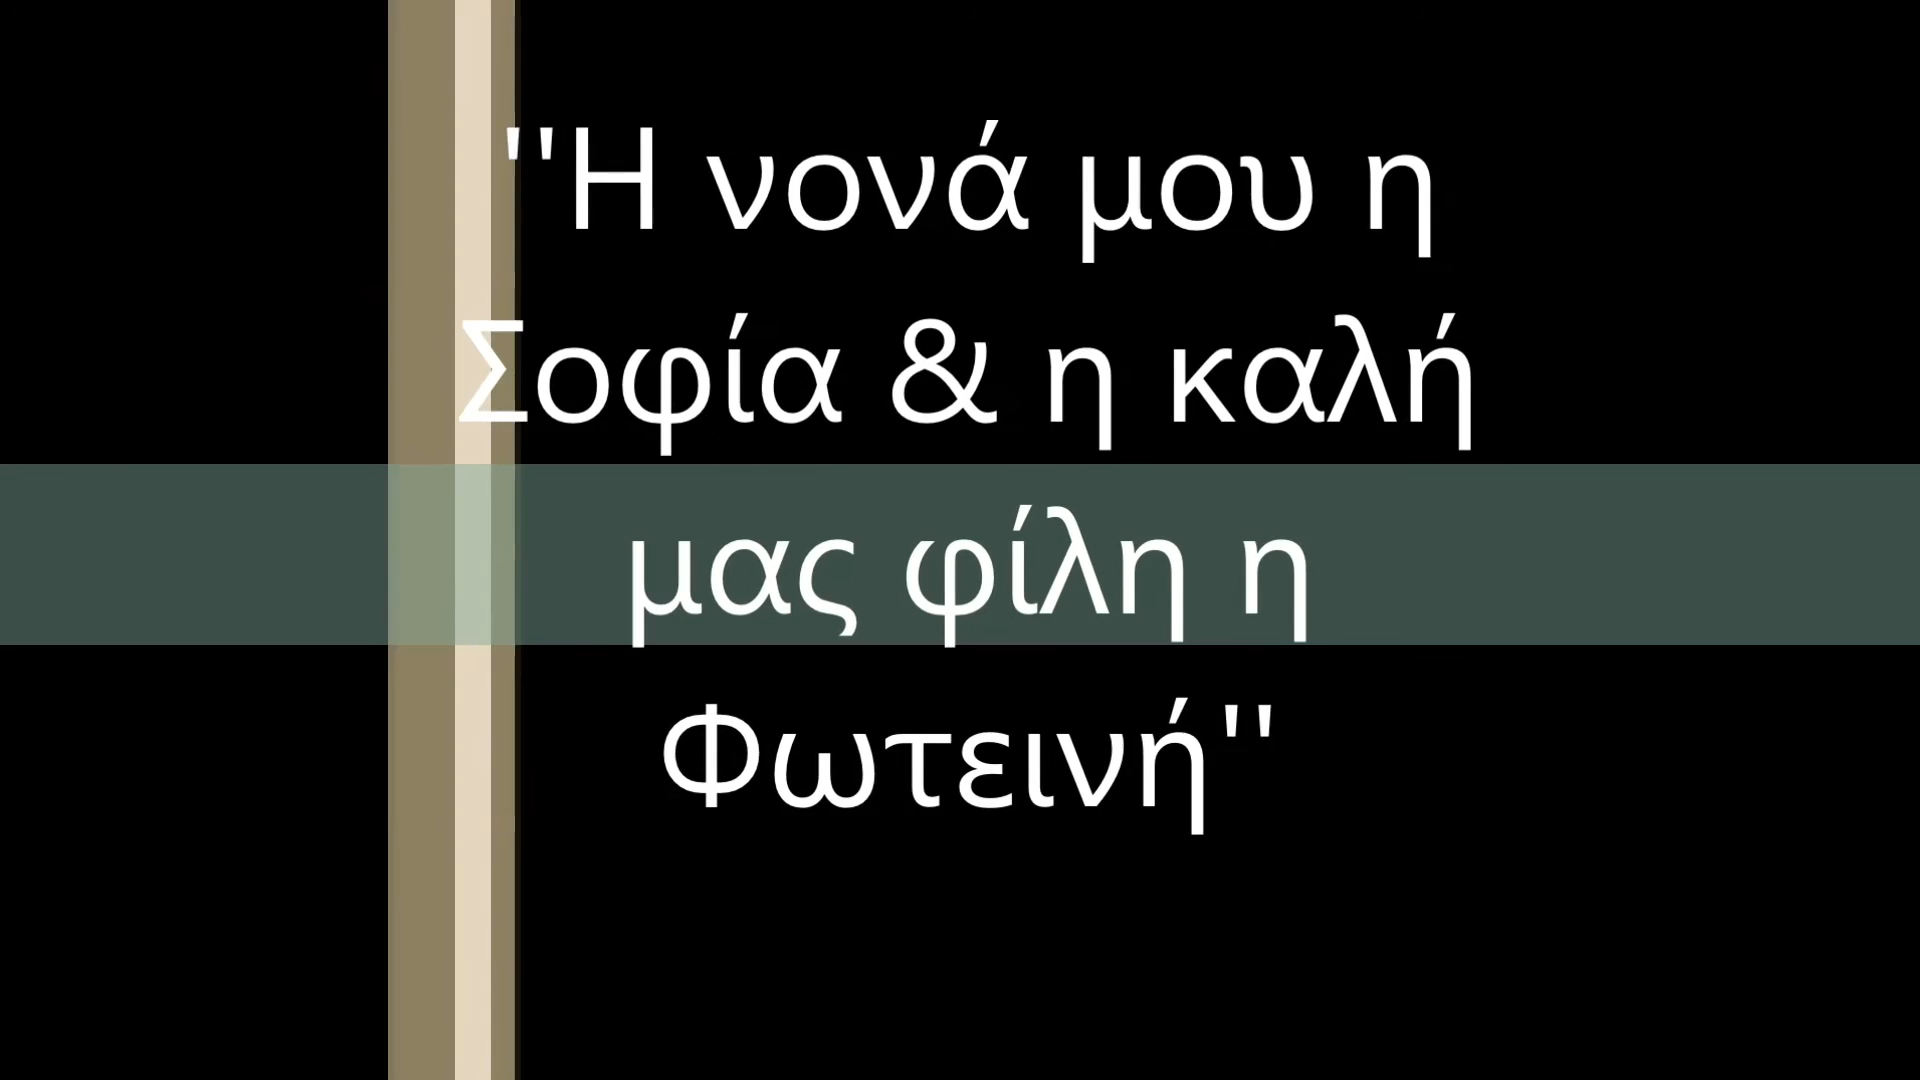 ''Η νονά μου η
Σοφία & η καλή
μας φίλη η
Φωτεινή''